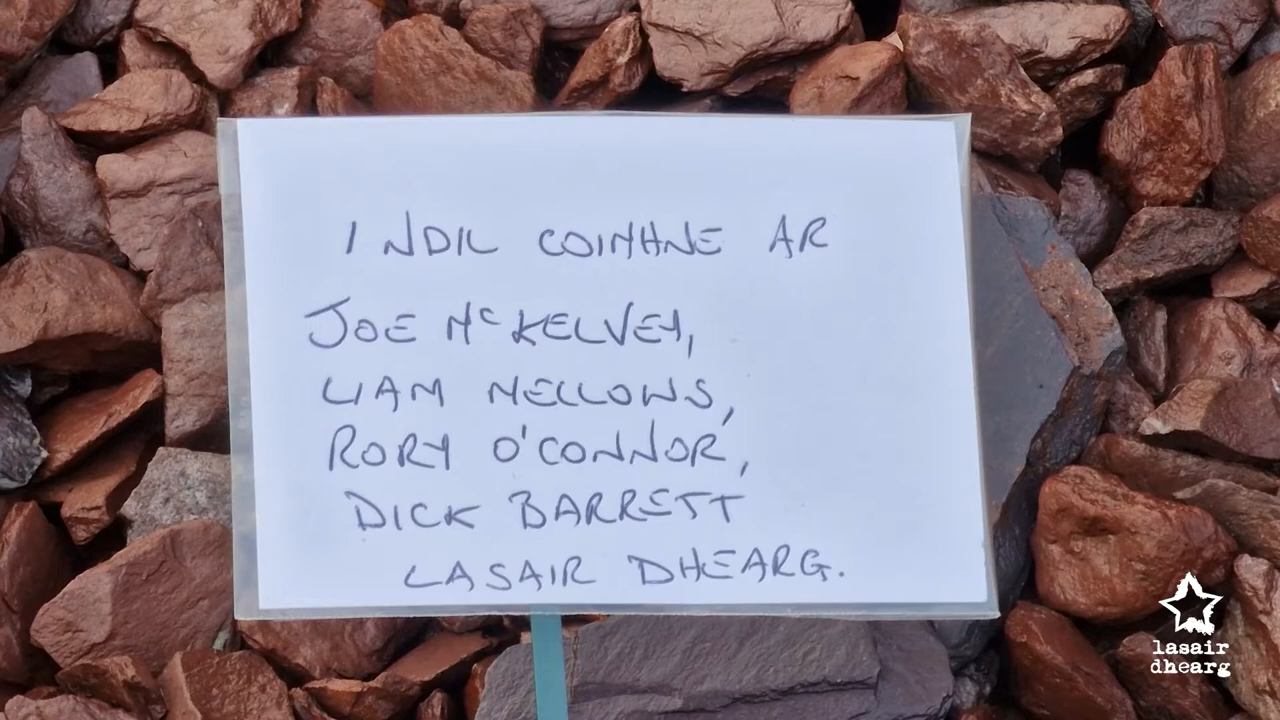 I NDIL COIMHNE AR
JOE McKELVEY,
LIAM MELLOWS,
RORY O'CONNOR,
DICK BARRETT
LASAIR DHEARG.
lasair
dhearg